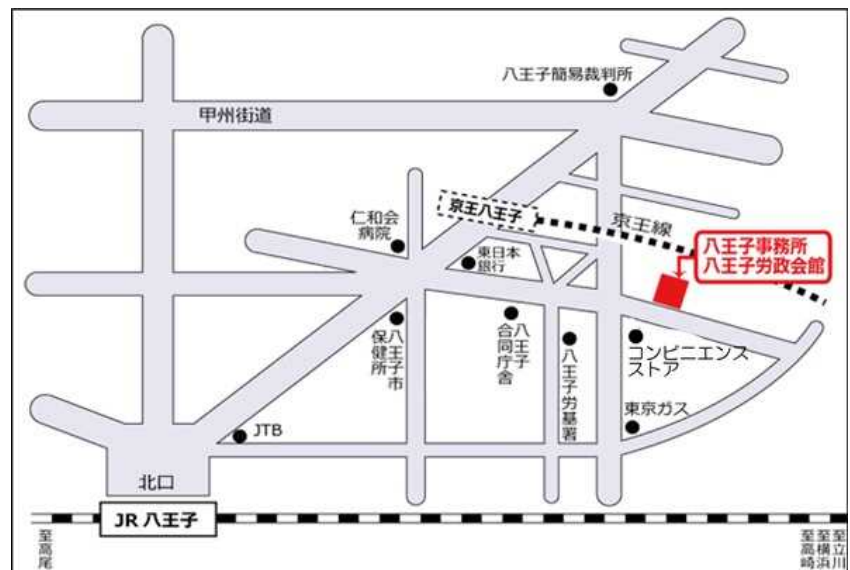 八王子簡易裁判所
甲州街道
京王八王子
京王線
仁和会
病院
東日本
銀行
八王子事務所
八王子労政会館
八王子市
保健所
八王子
合同庁舎
八王子労基署
コンビニエンス
ストア
東京ガス
JTB
北口
JR 八王子
至高尾
至立川
至横浜
至高崎